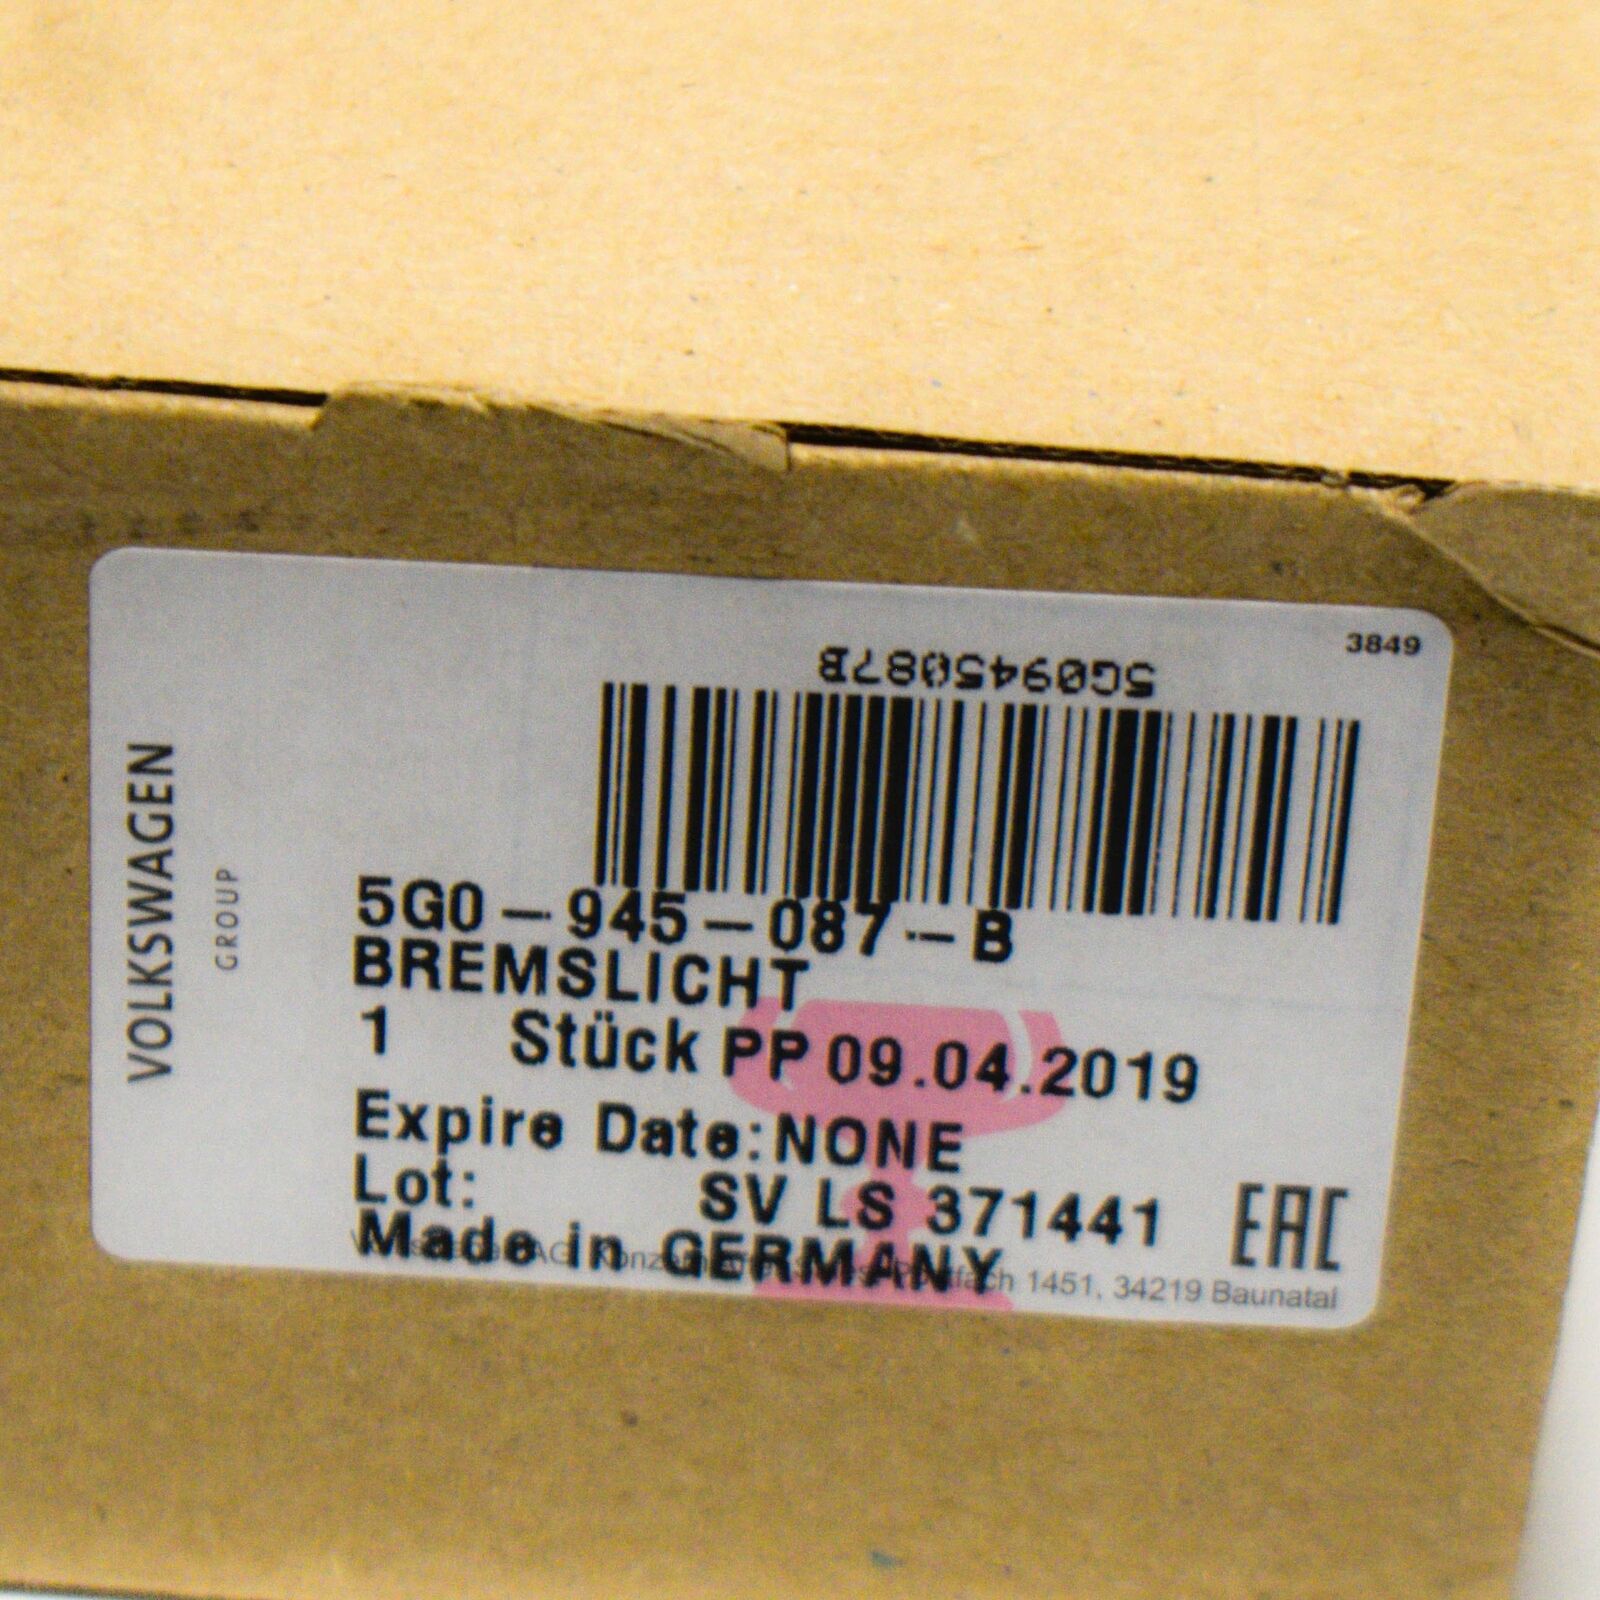 3849
5G0945087B
VOLKSWAGEN
GROUP
5G0-945-087--B
BREMSLICHT
1 Stück PP 09.04.2019
Expire Date:NONE
Lot: SV LS 371441
EAC
Made in GERMANY
Postfach 1451, 34219 Baunatal